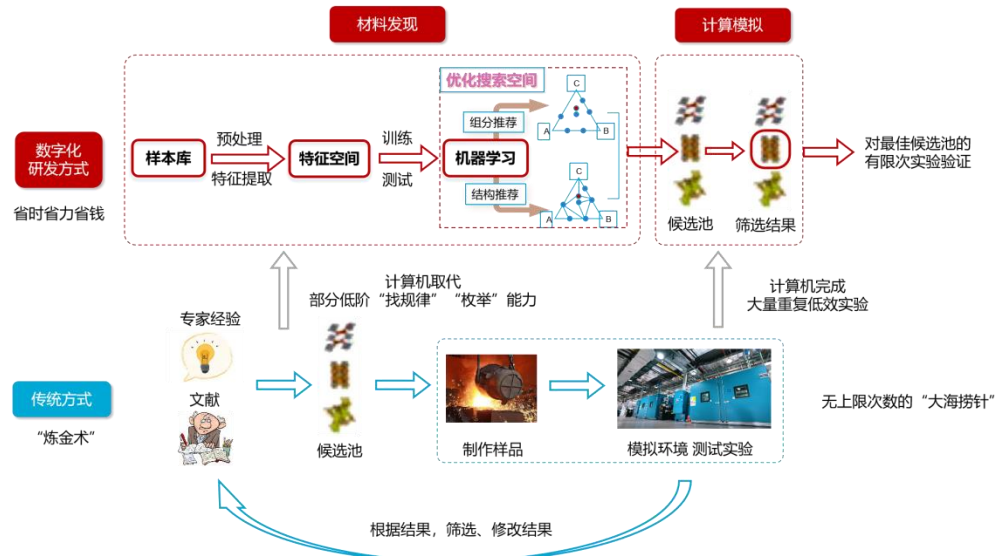 材料发现
计算模拟
优化搜索空间
C
组分推荐
A
B
数字化
研发方式
样本库
预处理
特征提取
特征空间
训练
测试
机器学习
对最佳候选池的
有限次实验验证
结构推荐
C
A
B
省时省力省钱
候选池
筛选结果
计算机取代
部分低阶“找规律”“枚举”能力
计算机完成
大量重复低效实验
专家经验
传统方式
“炼金术”
文献
候选池
制作样品
模拟环境 测试实验
无上限次数的“大海捞针”
根据结果，筛选、修改结果